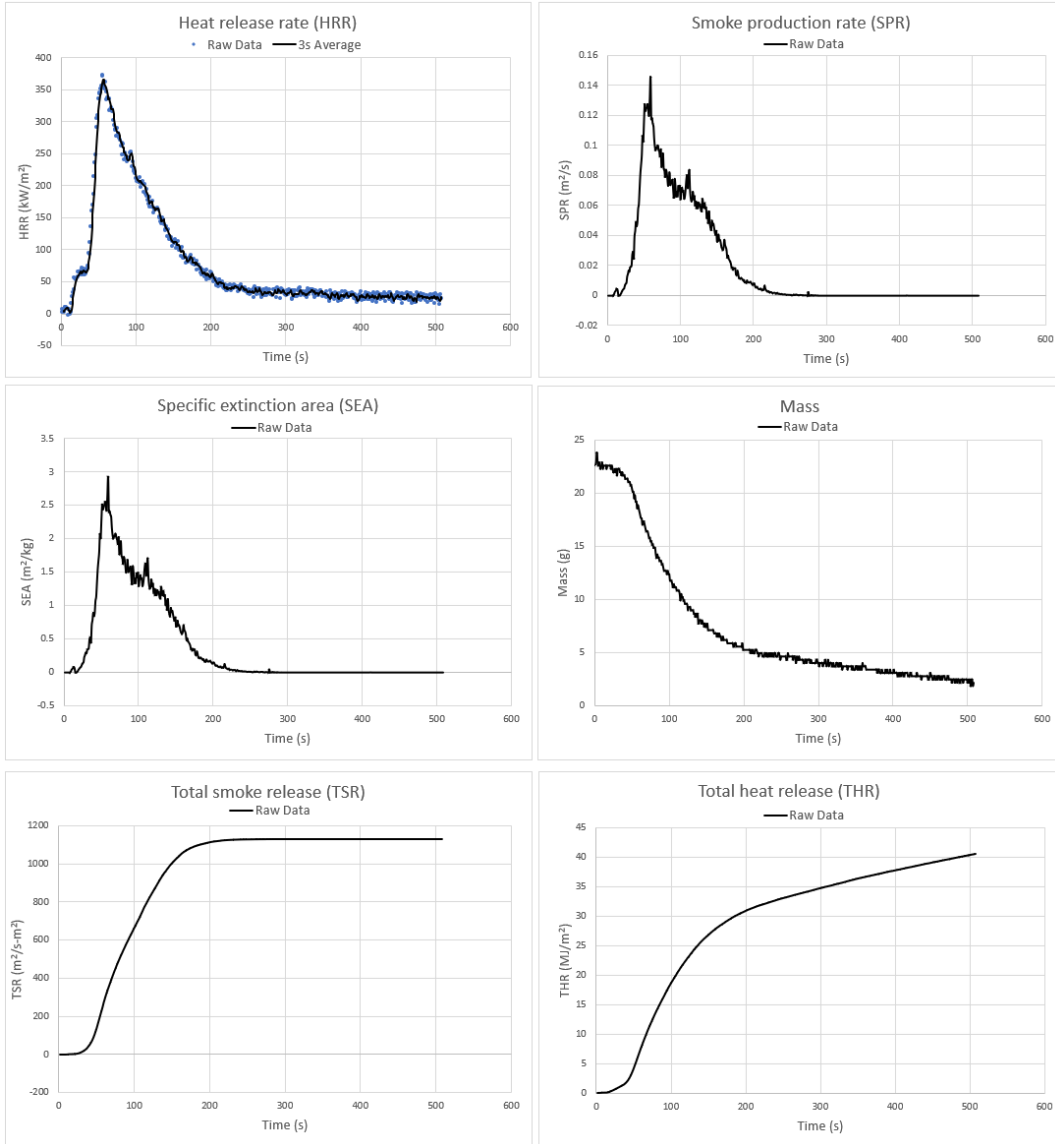 Heat release rate (HRR)
Raw Data 3s Average
400
350
300
250
200
150
100
50
0
-50
HRR (kW/m²)
0 100 200 300 400 500 600
Time (s)
Smoke production rate (SPR)
Raw Data
0.16
0.14
0.12
0.1
0.08
0.06
0.04
0.02
0
-0.02
SPR (m²/s)
0 100 200 300 400 500 600
Time (s)
Specific extinction area (SEA)
Raw Data
3.5
3
2.5
2
1.5
1
0.5
0
-0.5
SEA (m²/kg)
0 100 200 300 400 500 600
Time (s)
Mass
Raw Data
25
20
15
10
5
0
Mass (g)
0 100 200 300 400 500 600
Time (s)
Total smoke release (TSR)
Raw Data
1200
1000
800
600
400
200
0
-200
TSR (m²/s-m²)
0 100 200 300 400 500 600
Time (s)
Total heat release (THR)
Raw Data
45
40
35
30
25
20
15
10
5
0
THR (MJ/m²)
0 100 200 300 400 500 600
Time (s)